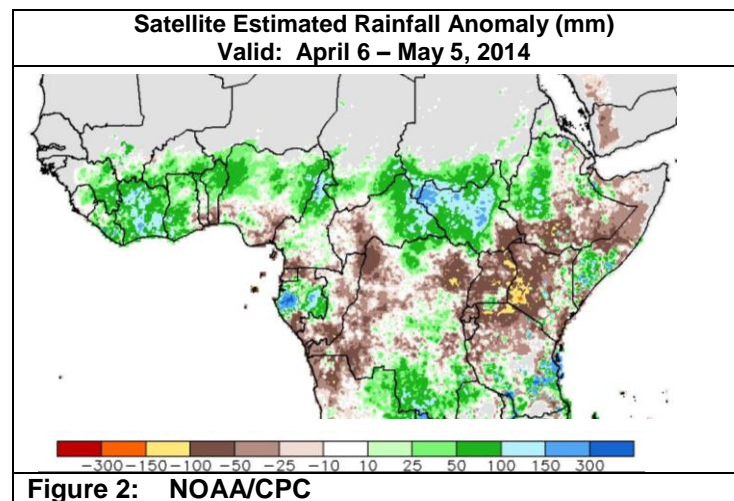 Satellite Estimated Rainfall Anomaly (mm)
Valid: April 6 – May 5, 2014
-300-150-100 -50 -25 -10 10 25 50 100 150 300
Figure 2: NOAA/CPC